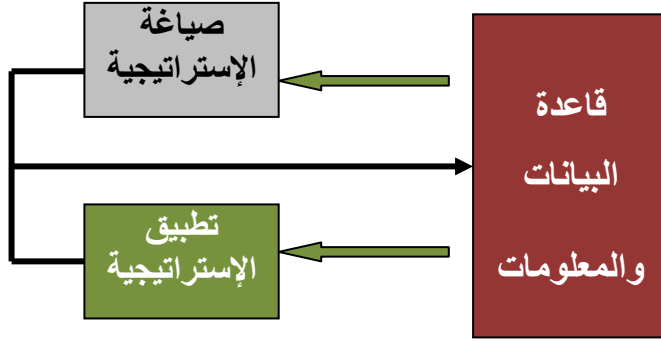 صياغة
الإستراتيجية
قاعدة
البيانات
والمعلومات
تطبيق
الإستراتيجية